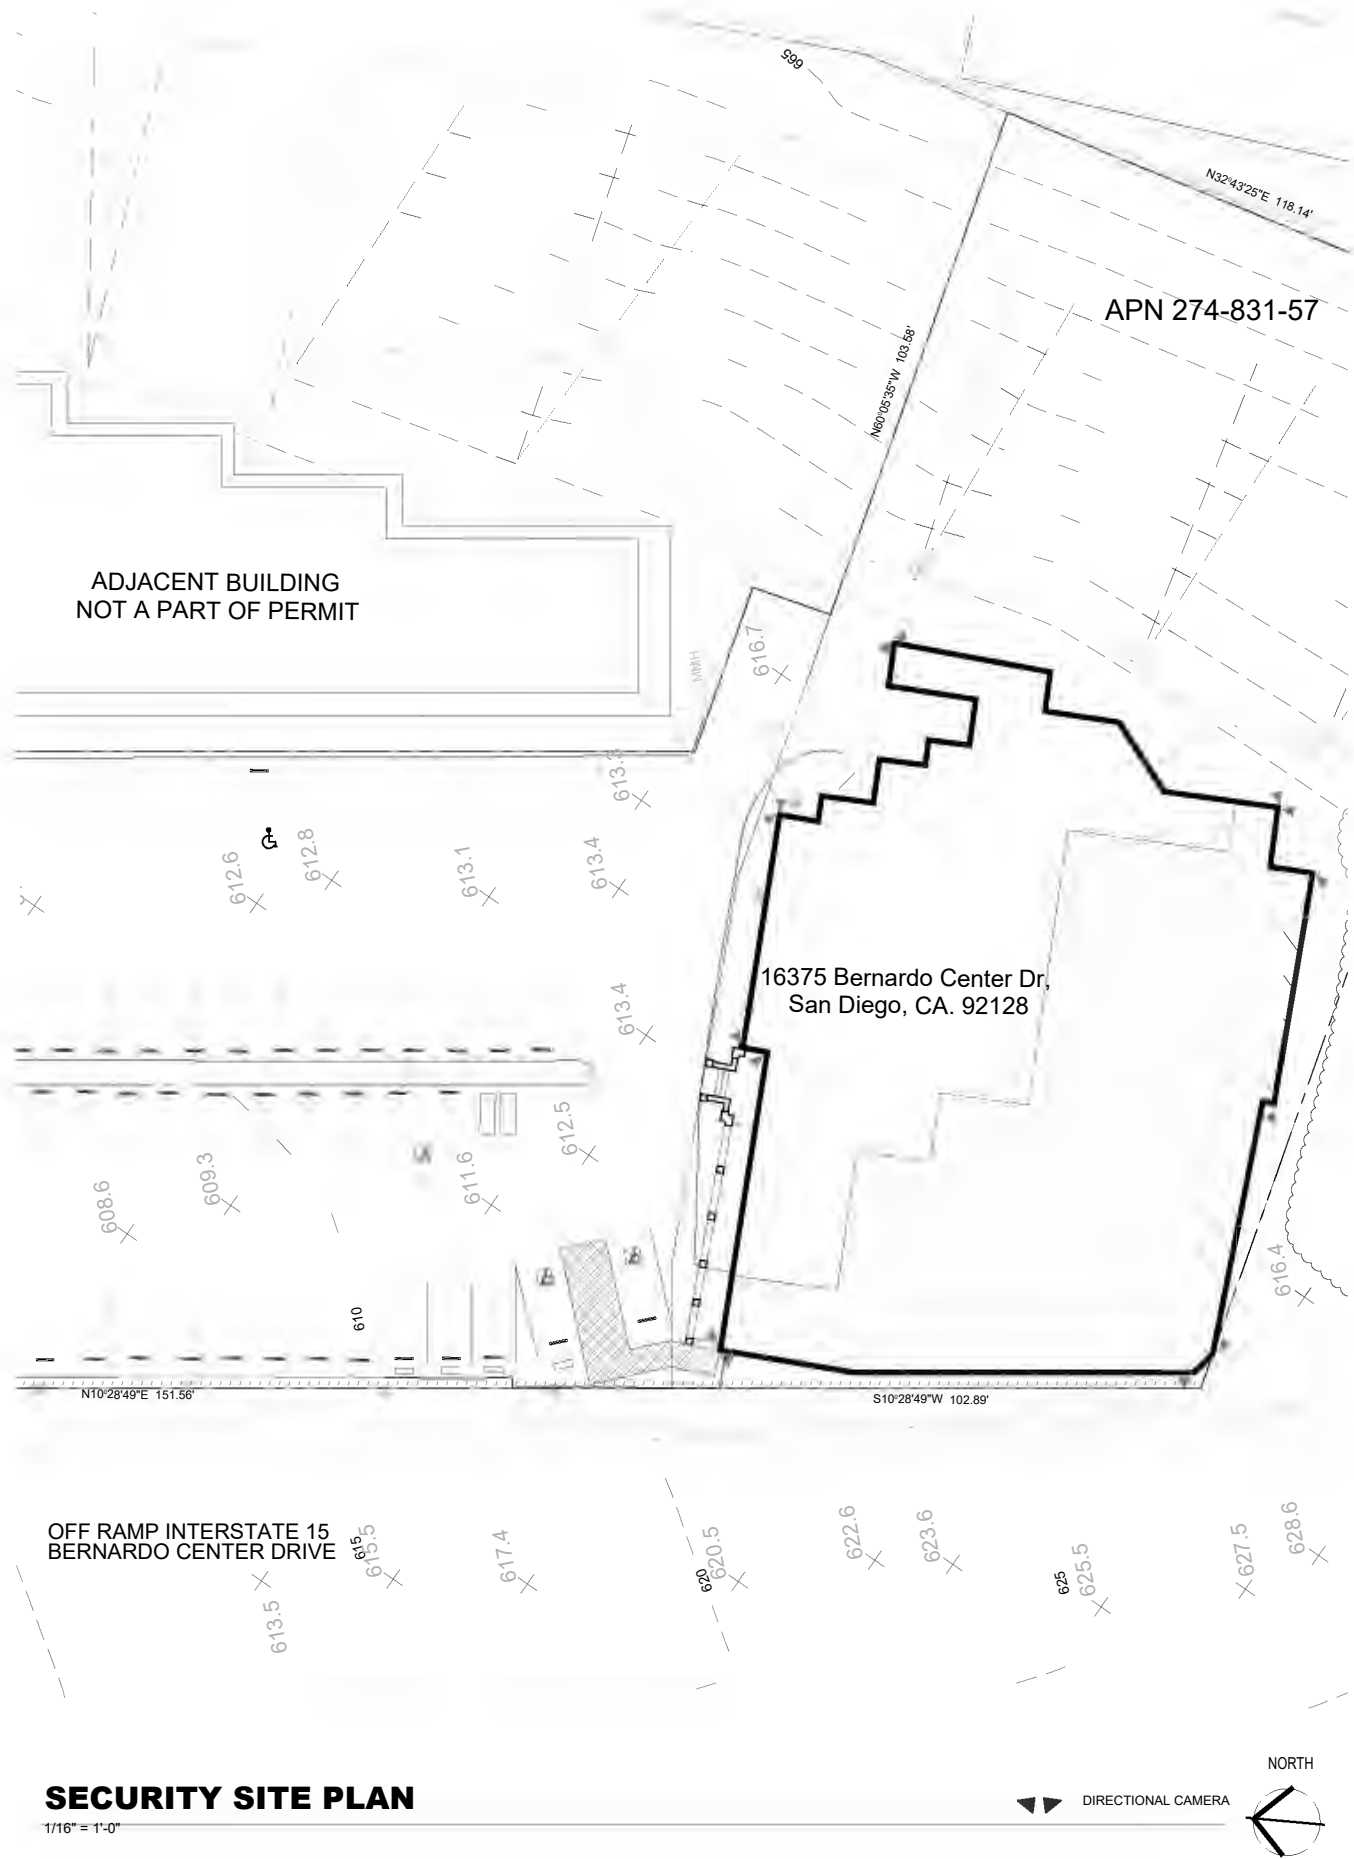 665
N32°43'25"E 118.14'
APN 274-831-57
N60°05'35"W 103.58'
ADJACENT BUILDING
NOT A PART OF PERMIT
616.7
613.3
612.6
612.8
613.1
613.4
16375 Bernardo Center Dr,
San Diego, CA. 92128
613.4
612.5
608.6
609.3
611.6
616.4
610
N10°28'49"E 151.56'
S10°28'49"W 102.89'
OFF RAMP INTERSTATE 15
BERNARDO CENTER DRIVE
615
615.5
613.5
617.4
620
620.5
622.6
623.6
625
625.5
627.5
628.6
NORTH
SECURITY SITE PLAN
1/16" = 1'-0"
DIRECTIONAL CAMERA